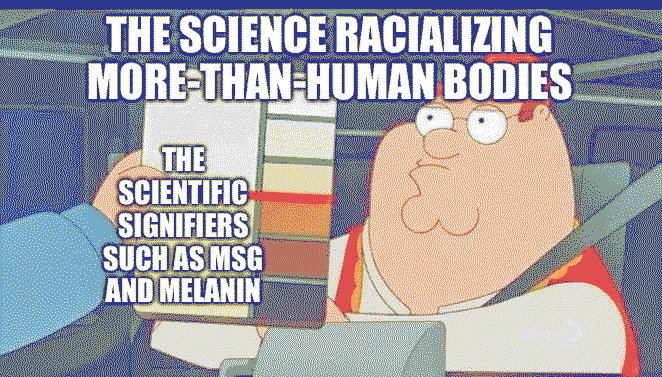 THE SCIENCE RACIALIZING
MORE-THAN-HUMAN BODIES
THE
SCIENTIFIC
SIGNIFIERS
SUCH AS MSG
AND MELANIN